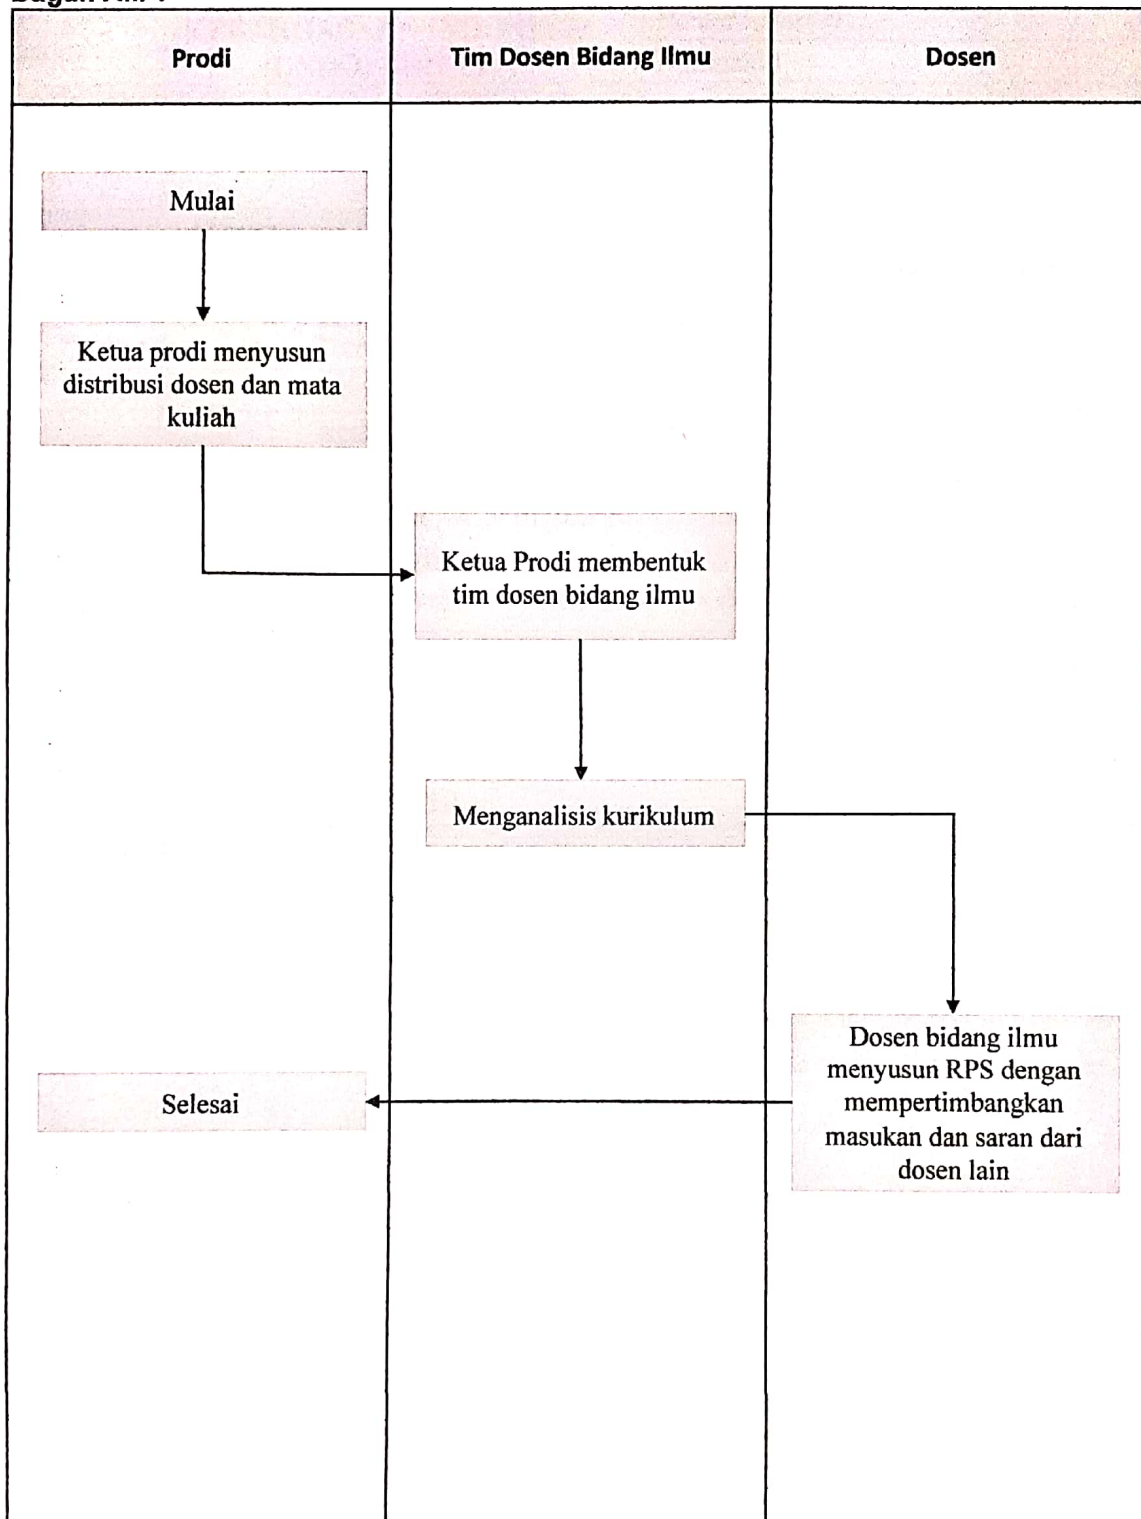 Prodi
Tim Dosen Bidang Ilmu
Dosen
Mulai
Ketua prodi menyusun
distribusi dosen dan mata
kuliah
Ketua Prodi membentuk
tim dosen bidang ilmu
Menganalisis kurikulum
Dosen bidang ilmu
menyusun RPS dengan
mempertimbangkan
masukan dan saran dari
dosen lain
Selesai